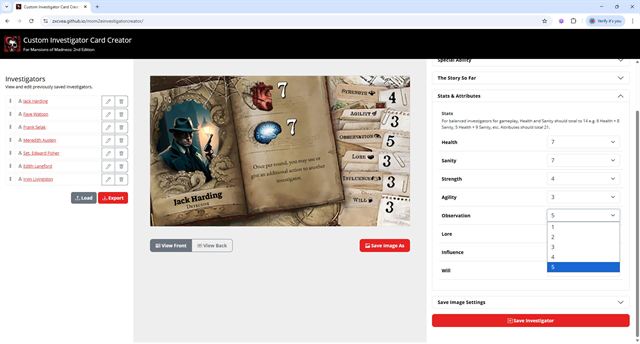 Custom Investigator Card Creator
zxcvea.github.io/mom2einvestigatorcreator/
Verify it's you
Custom Investigator Card Creator
For Mansions of Madness: 2nd Edition
Investigators
View and edit previously saved investigators.
Jack Harding
Faye Watson
Frank Selak
Meredith Austen
Sgt. Edward Fisher
Edith Langford
Irvin Livingston
Load
Export
7
7
Once per round, you may use or
give an additional action to another
investigator.
Jack Harding
Detective
Strength
4
Agility
3
Observation
5
Lore
3
Influence
3
Will
3
View Front
View Back
Save Image As
Special Ability
The Story So Far
Stats & Attributes
Stats
For balanced investigators for gameplay, Health and Sanity should total to 14 e.g. 6 Health + 8
Sanity, 5 Health + 9 Sanity, etc. Attributes should total 21.
Health
7
Sanity
7
Strength
4
Agility
3
Observation
5
1
2
3
4
5
Lore
Influence
Will
Save Image Settings
Save Investigator